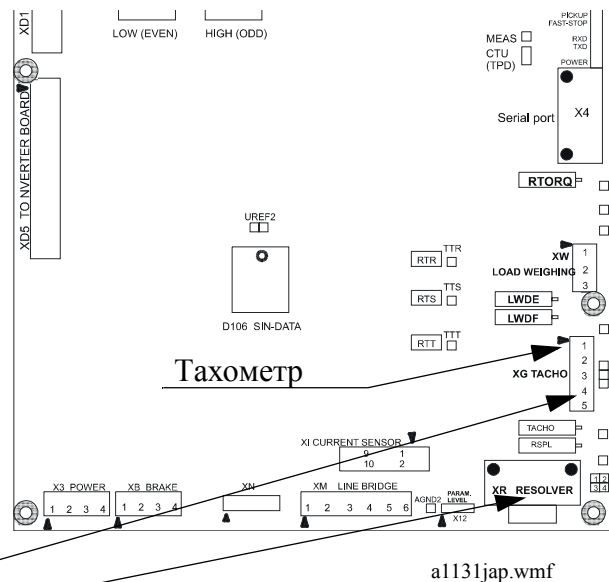 XD1
LOW (EVEN)
HIGH (ODD)
PICKUP
FAST-STOP
MEAS
RXD
TXD
CTU
(TPD)
POWER
Serial port
X4
XD5 TO NVERTER BOARD
RTORQ
UREF2
XW
1
LOAD WEIGHING
2
3
RTR
TTR
RTS
TTS
LWDE
LWDF
D106 SIN-DATA
RTT
TTT
1
2
XG TACHO
3
4
5
Тахометр
TACHO
RSPL
XI CURRENT SENSOR
9 1
10 2
X3 POWER
1 2 3 4
XB BRAKE
1 2 3 4
XN
XM LINE BRIDGE
1 2 3 4 5 6
AGND2
PARAM.
LEVEL
X12
XR RESOLVER
1 2
3 4
a1131jap.wmf